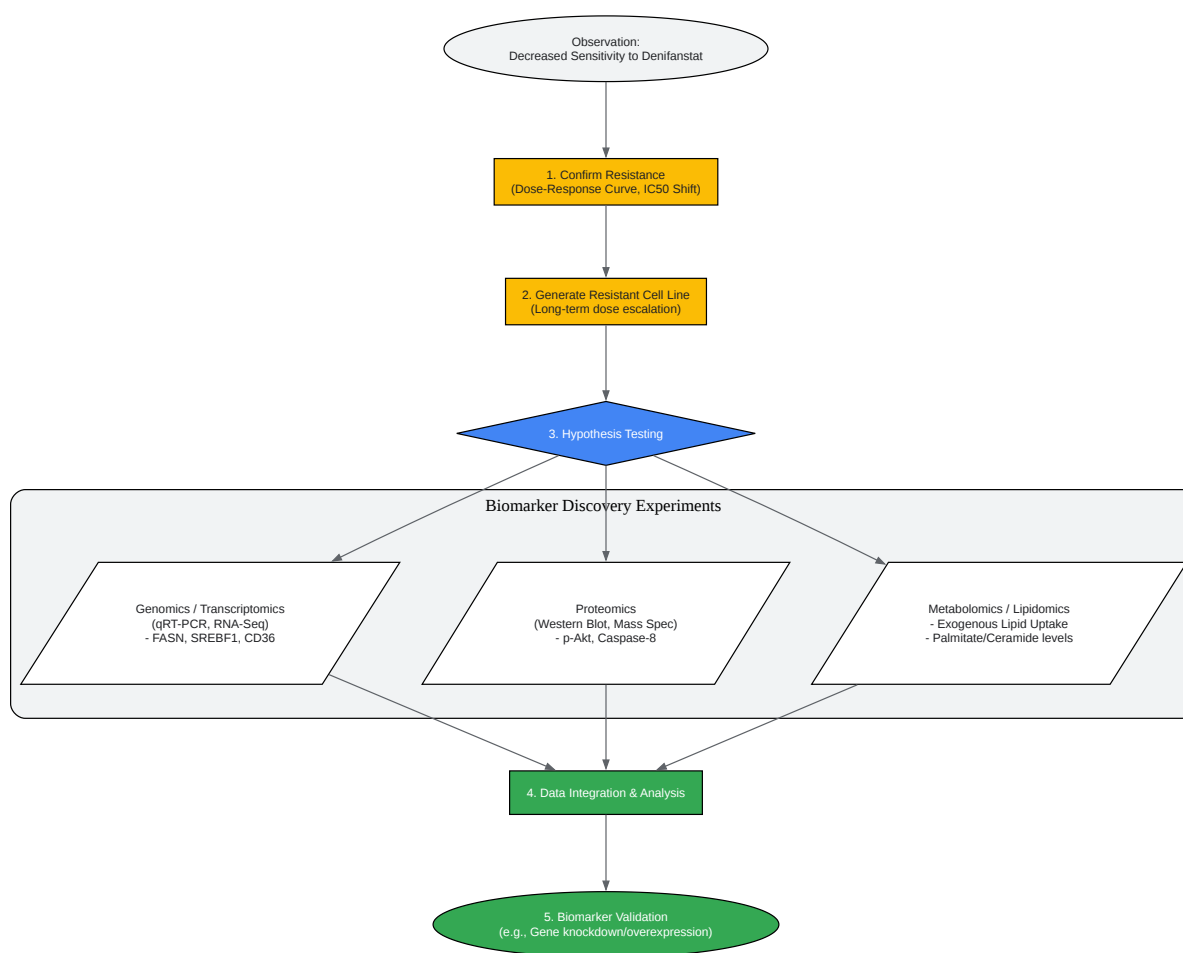 Observation:
Decreased Sensitivity to Denifanstat
1. Confirm Resistance
(Dose-Response Curve, IC50 Shift)
2. Generate Resistant Cell Line
(Long-term dose escalation)
3. Hypothesis Testing
Biomarker Discovery Experiments
Genomics / Transcriptomics
(qRT-PCR, RNA-Seq)
- FASN, SREBF1, CD36
Proteomics
(Western Blot, Mass Spec)
- p-Akt, Caspase-8
Metabolomics / Lipidomics
- Exogenous Lipid Uptake
- Palmitate/Ceramide levels
4. Data Integration & Analysis
5. Biomarker Validation
(e.g., Gene knockdown/overexpression)